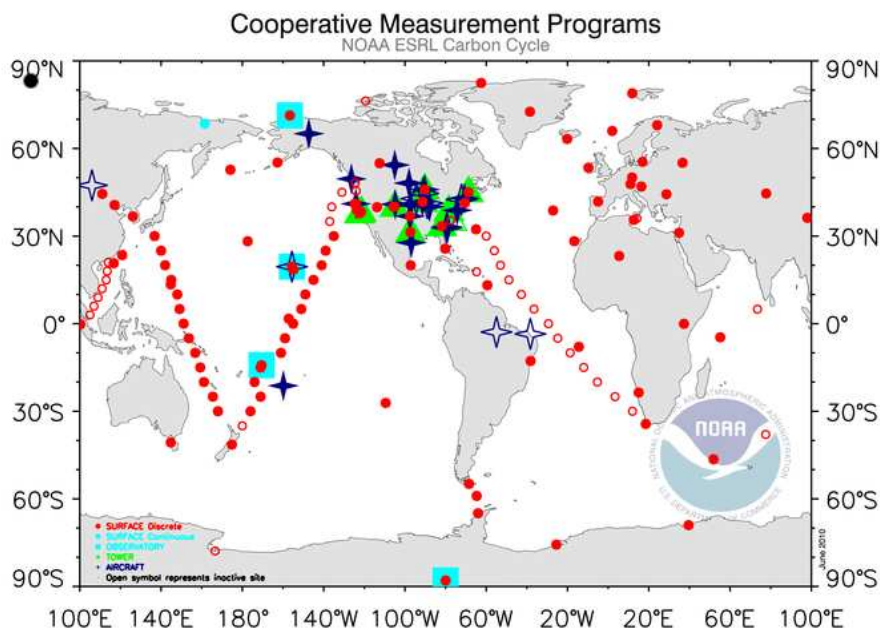 Cooperative Measurement Programs
NOAA ESRL Carbon Cycle
90°N
90°N
60°N
60°N
30°N
30°N
0°
0°
30°S
30°S
60°S
60°S
90°S
90°S
NATIONAL OCEANIC AND ATMOSPHERIC ADMINISTRATION
NOAA
U.S. DEPARTMENT OF COMMERCE
SURFACE Discrete
SURFACE Continuous
OBSERVATORY
TOWER
AIRCRAFT
Open symbol represents inactive site
June 2010
100°E 140°E 180° 140°W 100°W 60°W 20°W 20°E 60°E 100°E